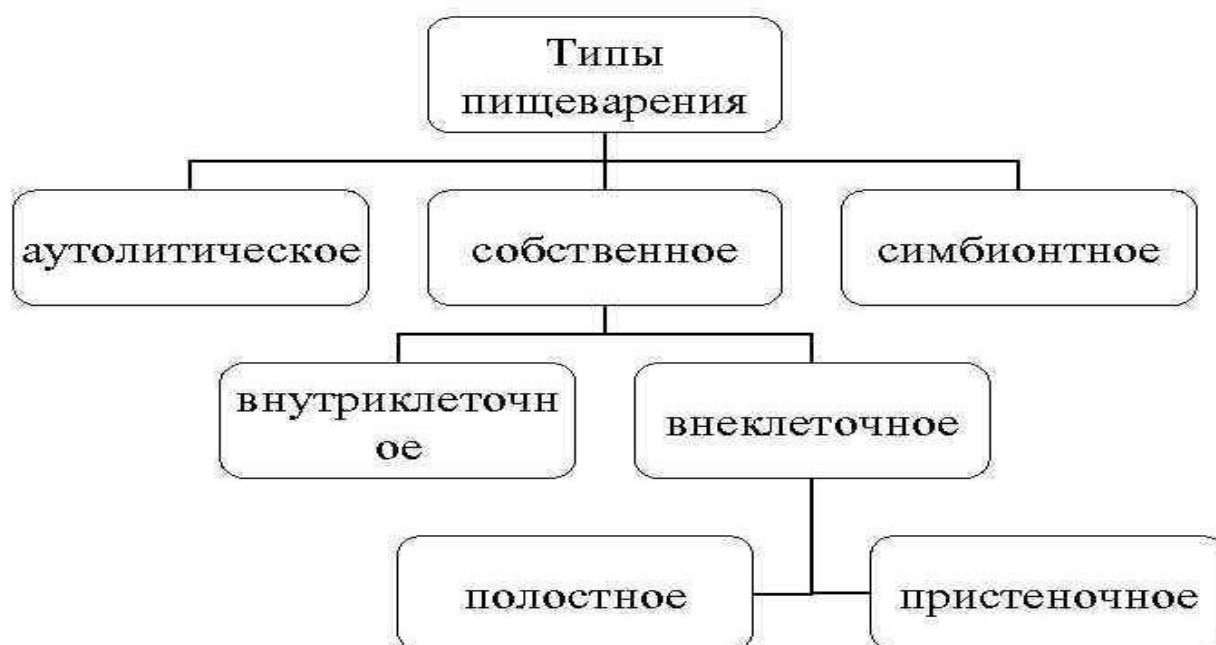 Типы
пищеварения
аутолитическое
собственное
симбионтное
внутриклеточн
ое
внеклеточное
полостное
пристеночное